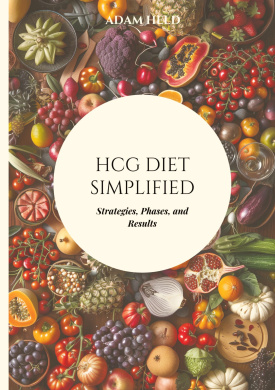 ADAM HELD
HCG DIET
SIMPLIFIED
Strategies, Phases, and
Results